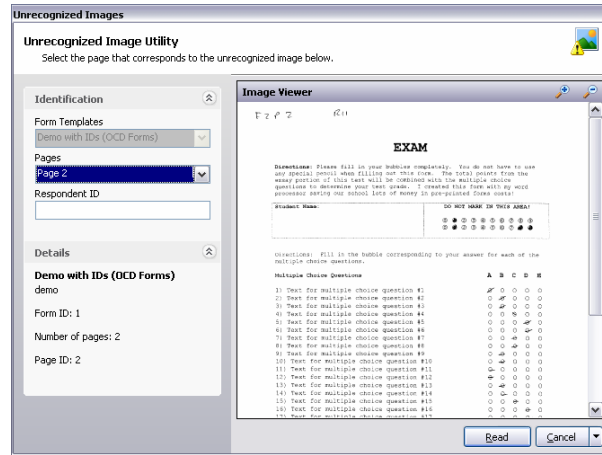 Unrecognized Images
Unrecognized Image Utility
Select the page that corresponds to the unrecognized image below.
Identification
Form Templates
Demo with IDs (OCD Forms)
Pages
Page 2
Respondent ID
Details
Demo with IDs (OCD Forms)
demo
Form ID: 1
Number of pages: 2
Page ID: 2
Image Viewer
F2P2 R11
EXAM
Directions: Please fill in your bubbles completely. You do not have to use
any special pencil when filling out this form. The total points from the
essay portion of this test will be combined with the multiple choice
questions to determine your test grade. I created this form with my word
processor saving our school lots of money in pre-printed forms costs!
Student Name: DO NOT MARK IN THIS AREA!
Directions: Fill in the bubble corresponding to your answer for each of the
multiple choice questions.
Multiple Choice Questions A B C D E
1) Text for multiple choice question #1
2) Text for multiple choice question #2
3) Text for multiple choice question #3
4) Text for multiple choice question #4
5) Text for multiple choice question #5
6) Text for multiple choice question #6
7) Text for multiple choice question #7
8) Text for multiple choice question #8
9) Text for multiple choice question #9
10) Text for multiple choice question #10
11) Text for multiple choice question #11
12) Text for multiple choice question #12
13) Text for multiple choice question #13
14) Text for multiple choice question #14
15) Text for multiple choice question #15
16) Text for multiple choice question #16
17) Text for multiple choice question #17
Read Cancel